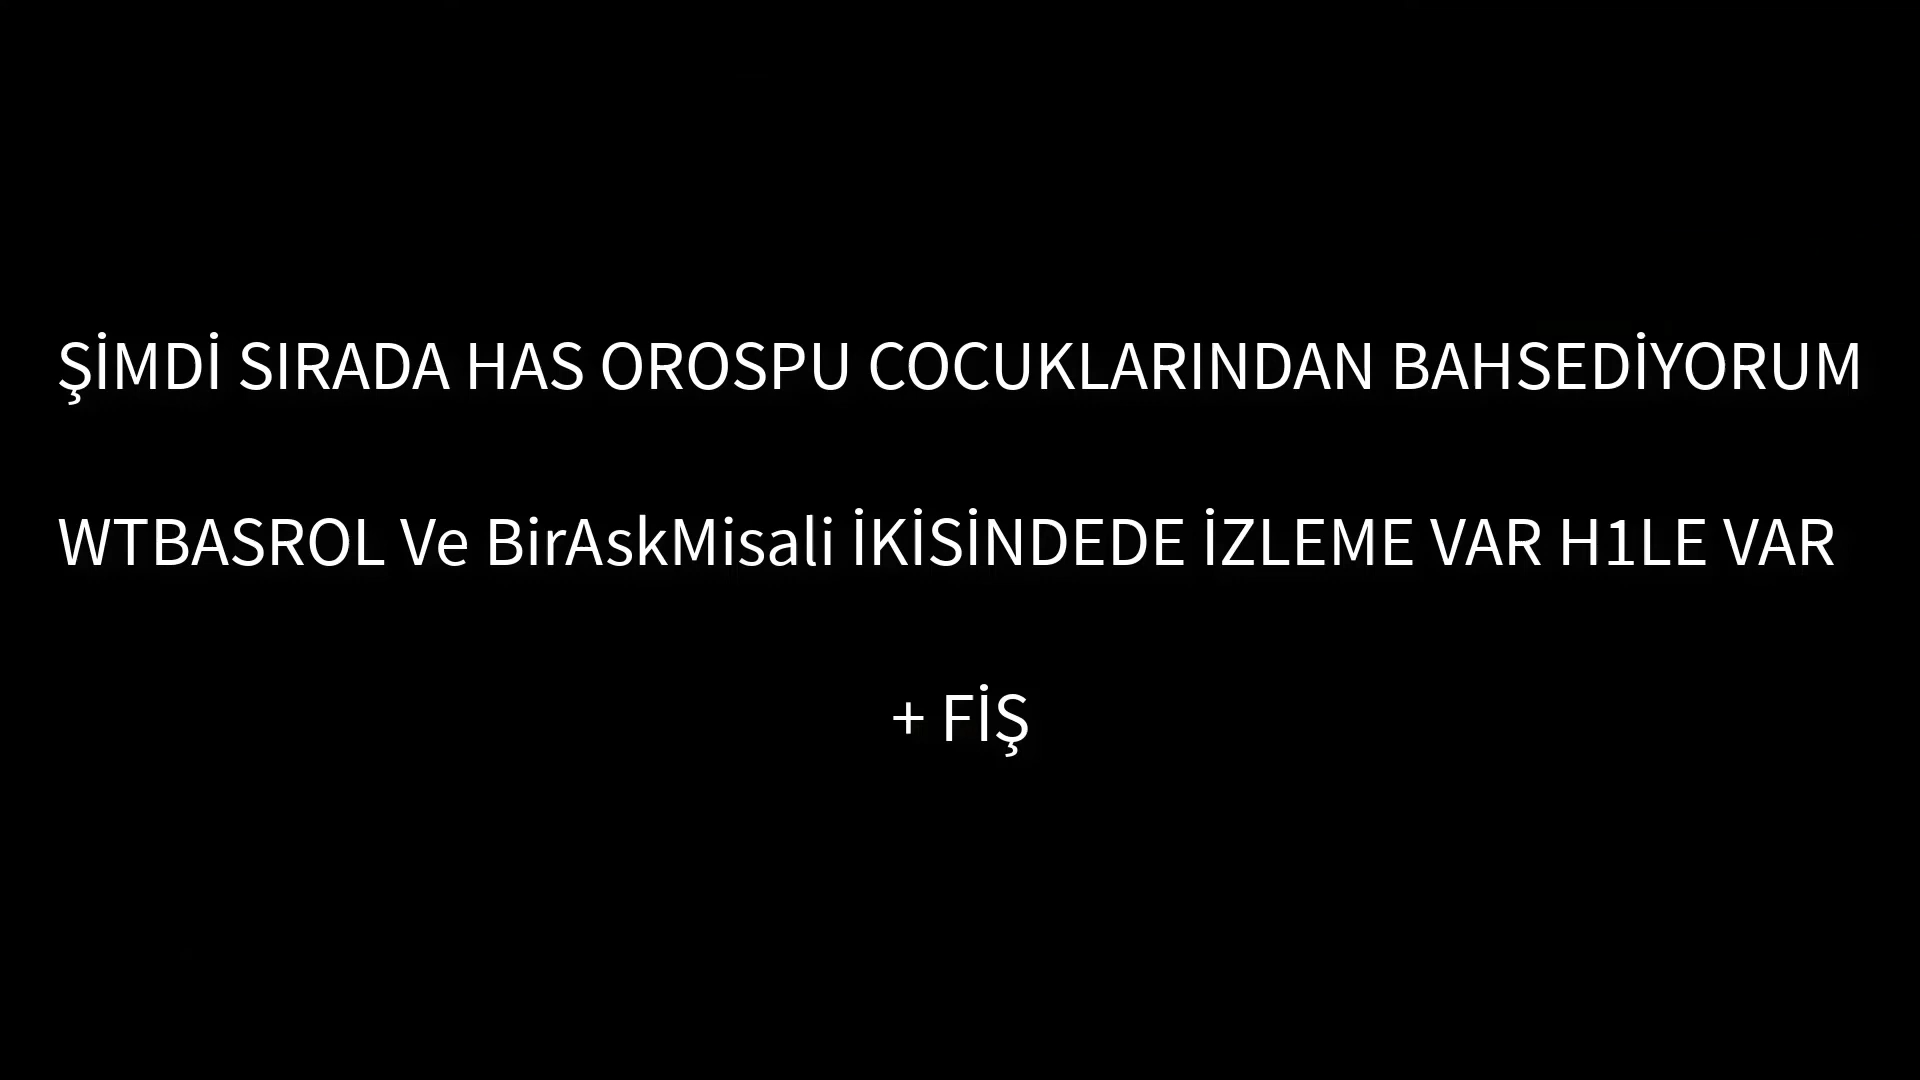 ŞİMDİ SIRADA HAS OROSPU COCUKLARINDAN BAHSEDİYORUM
WTBASROL Ve BirAskMisali İKİSİNDEDE İZLEME VAR H1LE VAR
+ FİŞ